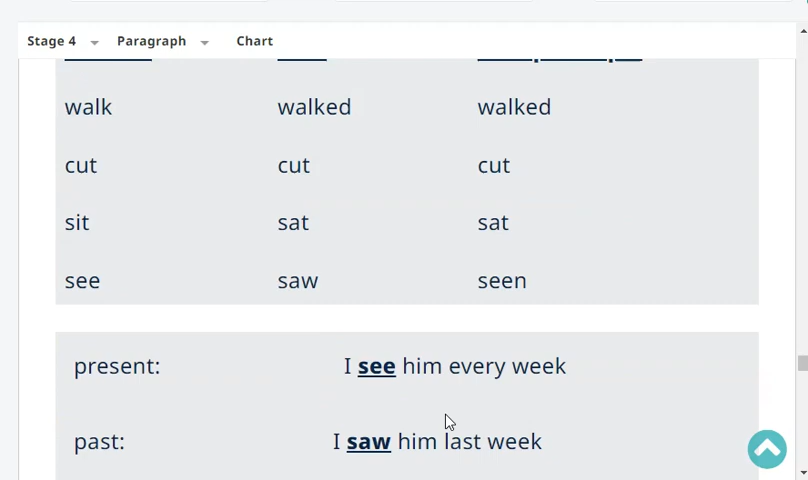 Stage 4 Paragraph Chart
walk walked walked
cut cut cut
sit sat sat
see saw seen
present: I see him every week
past: I saw him last week